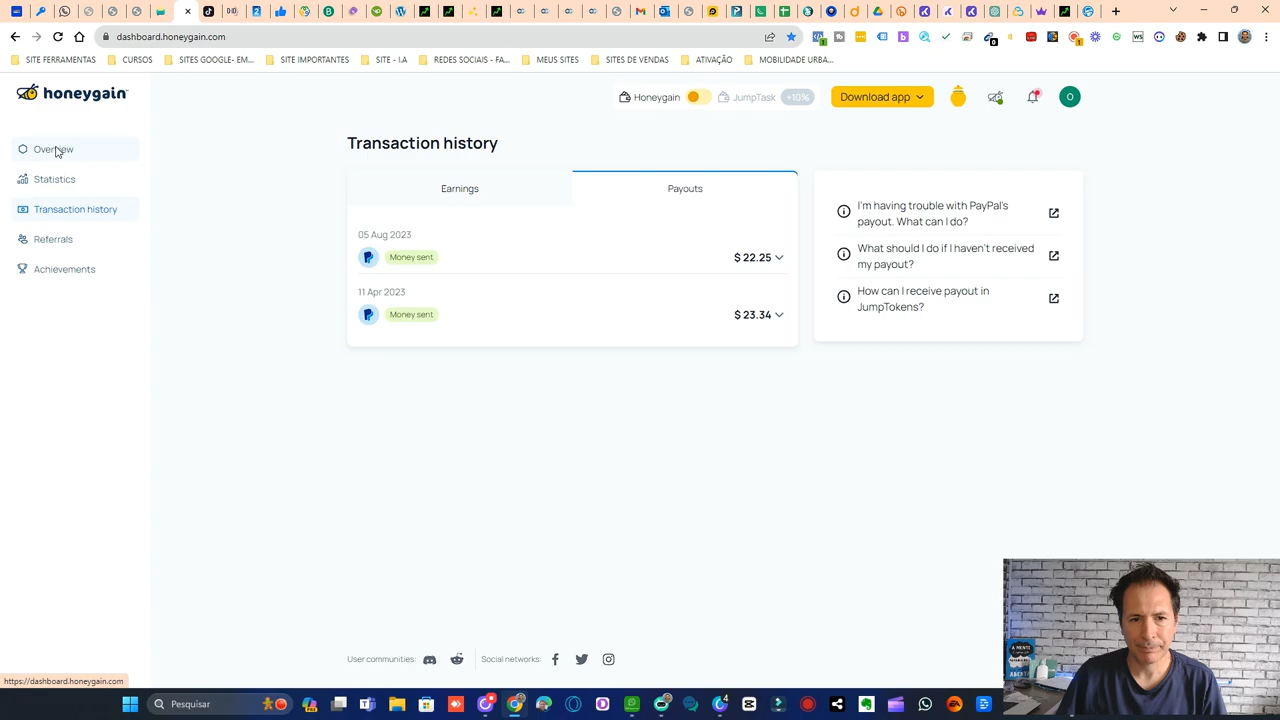 dashboard.honeygain.com
SITE FERRAMENTAS
CURSOS
SITES GOOGLE- EM...
SITE IMPORTANTES
SITE - I.A
REDES SOCIAIS - FA...
MEUS SITES
SITES DE VENDAS
ATIVAÇÃO
MOBILIDADE URBA...
honeygain
Honeygain
JumpTask
+10%
Download app
O
Overview
Statistics
Transaction history
Referrals
Achievements
Transaction history
Earnings
Payouts
05 Aug 2023
Money sent
$ 22.25
11 Apr 2023
Money sent
$ 23.34
I'm having trouble with PayPal's
payout. What can I do?
What should I do if I haven't received
my payout?
How can I receive payout in
JumpTokens?
User communities:
Social networks:
https://dashboard.honeygain.com
Pesquisar
A MENTE